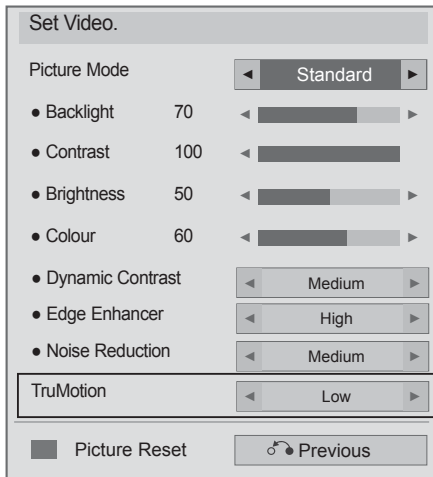 Set Video.
Picture Mode ◄ Standard ►
● Backlight 70 ◄ ►
● Contrast 100 ◄
● Brightness 50 ◄ ►
● Colour 60 ◄ ►
● Dynamic Contrast ◄ Medium ►
● Edge Enhancer ◄ High ►
● Noise Reduction ◄ Medium ►
TruMotion ◄ Low ►
Picture Reset Previous